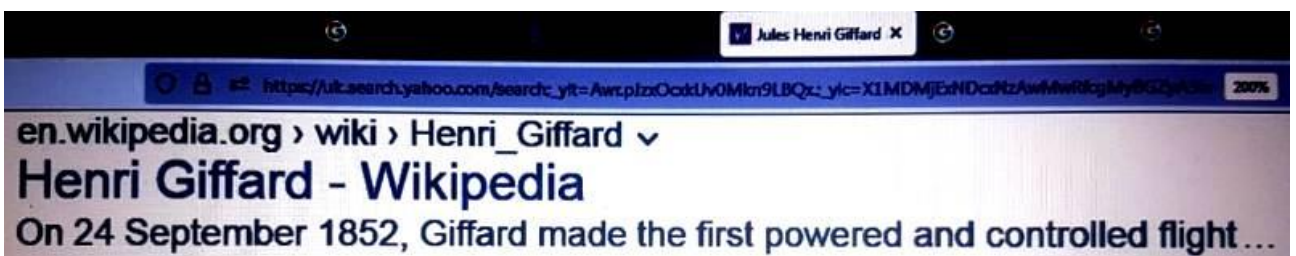 Jules Henri Giffard ×
200%
en.wikipedia.org › wiki › Henri_Giffard
Henri Giffard - Wikipedia
On 24 September 1852, Giffard made the first powered and controlled flight ...